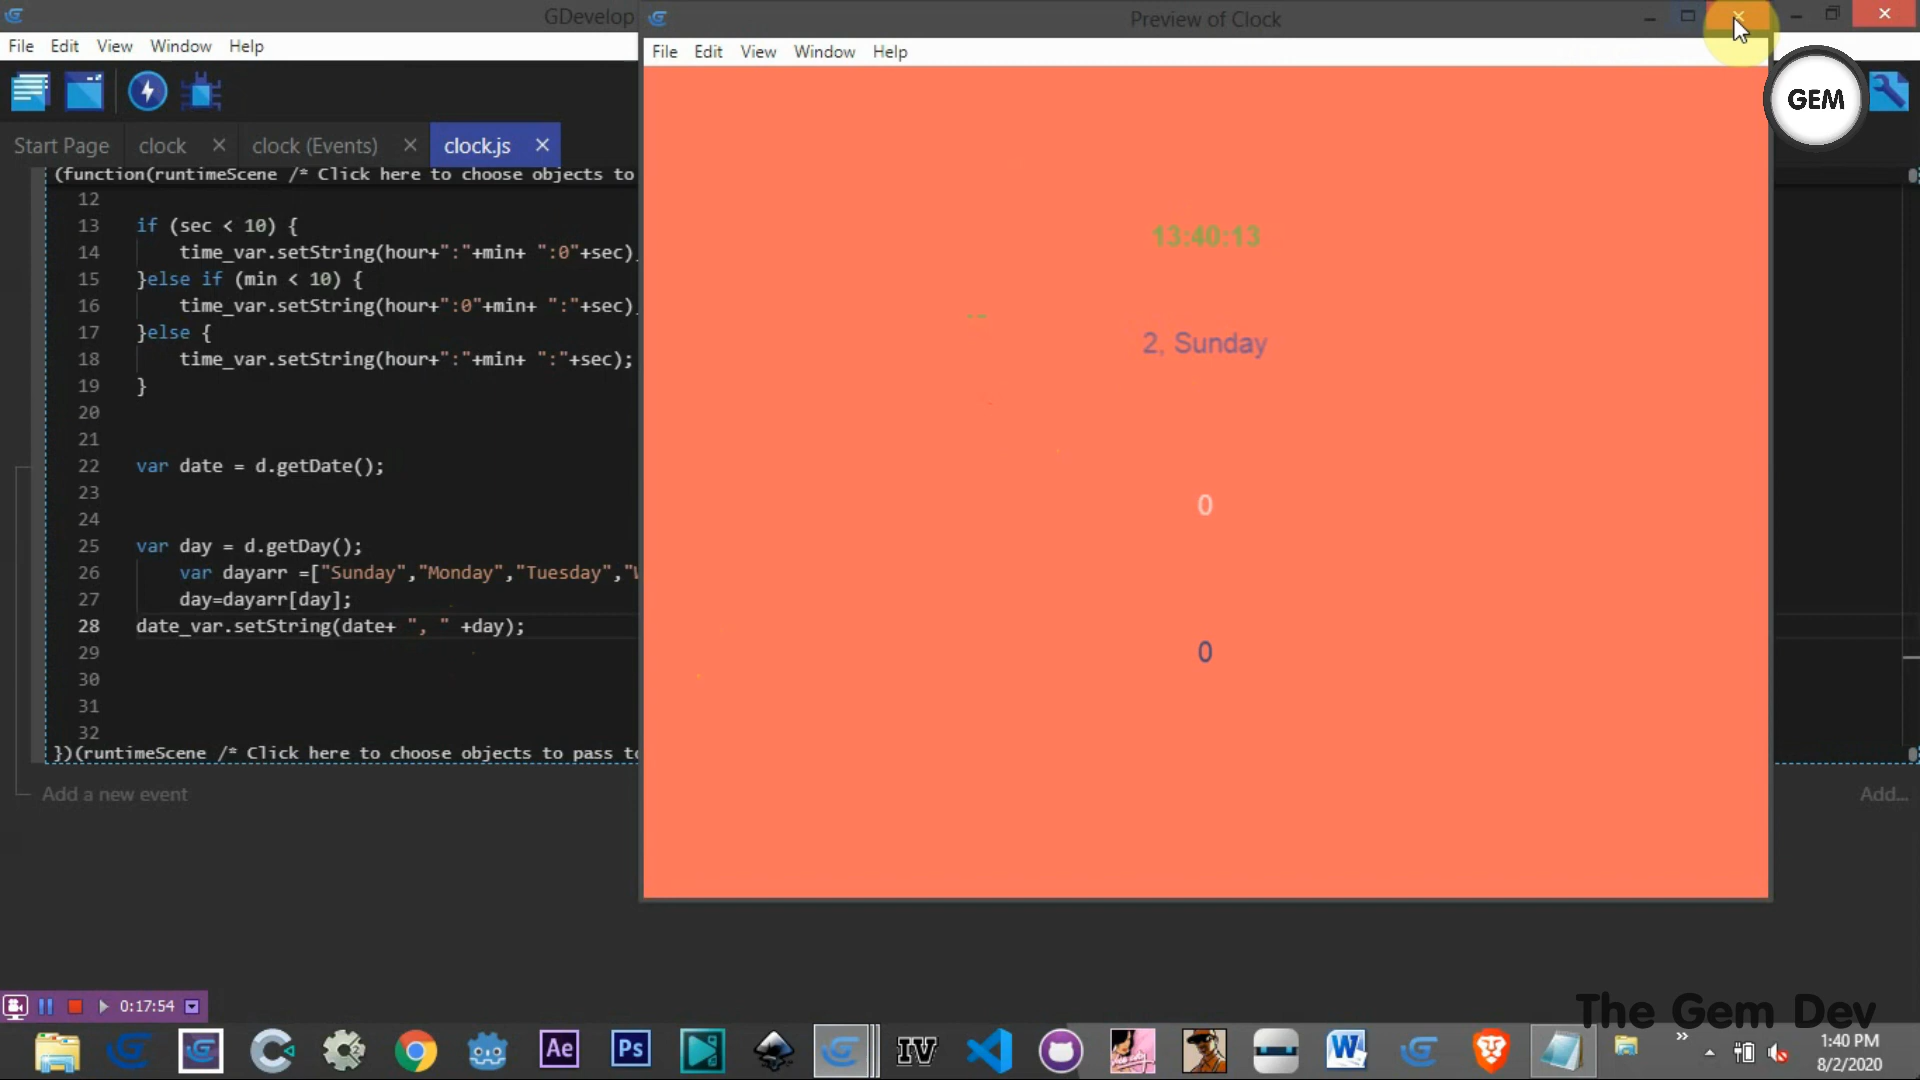 GDevelop
File Edit View Window Help
Start Page clock clock (Events) clock.js
(function(runtimeScene /* Click here to choose objects to
12
13 if (sec < 10) {
14 time_var.setString(hour+":"+min+ ":0"+sec)
15 }else if (min < 10) {
16 time_var.setString(hour+":0"+min+ ":"+sec)
17 }else {
18 time_var.setString(hour+":"+min+ ":"+sec);
19 }
20
21
22 var date = d.getDate();
23
24
25 var day = d.getDay();
26 var dayarr =["Sunday","Monday","Tuesday","
27 day=dayarr[day];
28 date_var.setString(date+ ", " +day);
29
30
31
32
})(runtimeScene /* Click here to choose objects to pass to
Add a new event
Add...
Preview of Clock
File Edit View Window Help
13:40:13
2, Sunday
0
0
GEM
0:17:54
The Gem Dev
Ae
Ps
IV
W
1:40 PM
8/2/2020